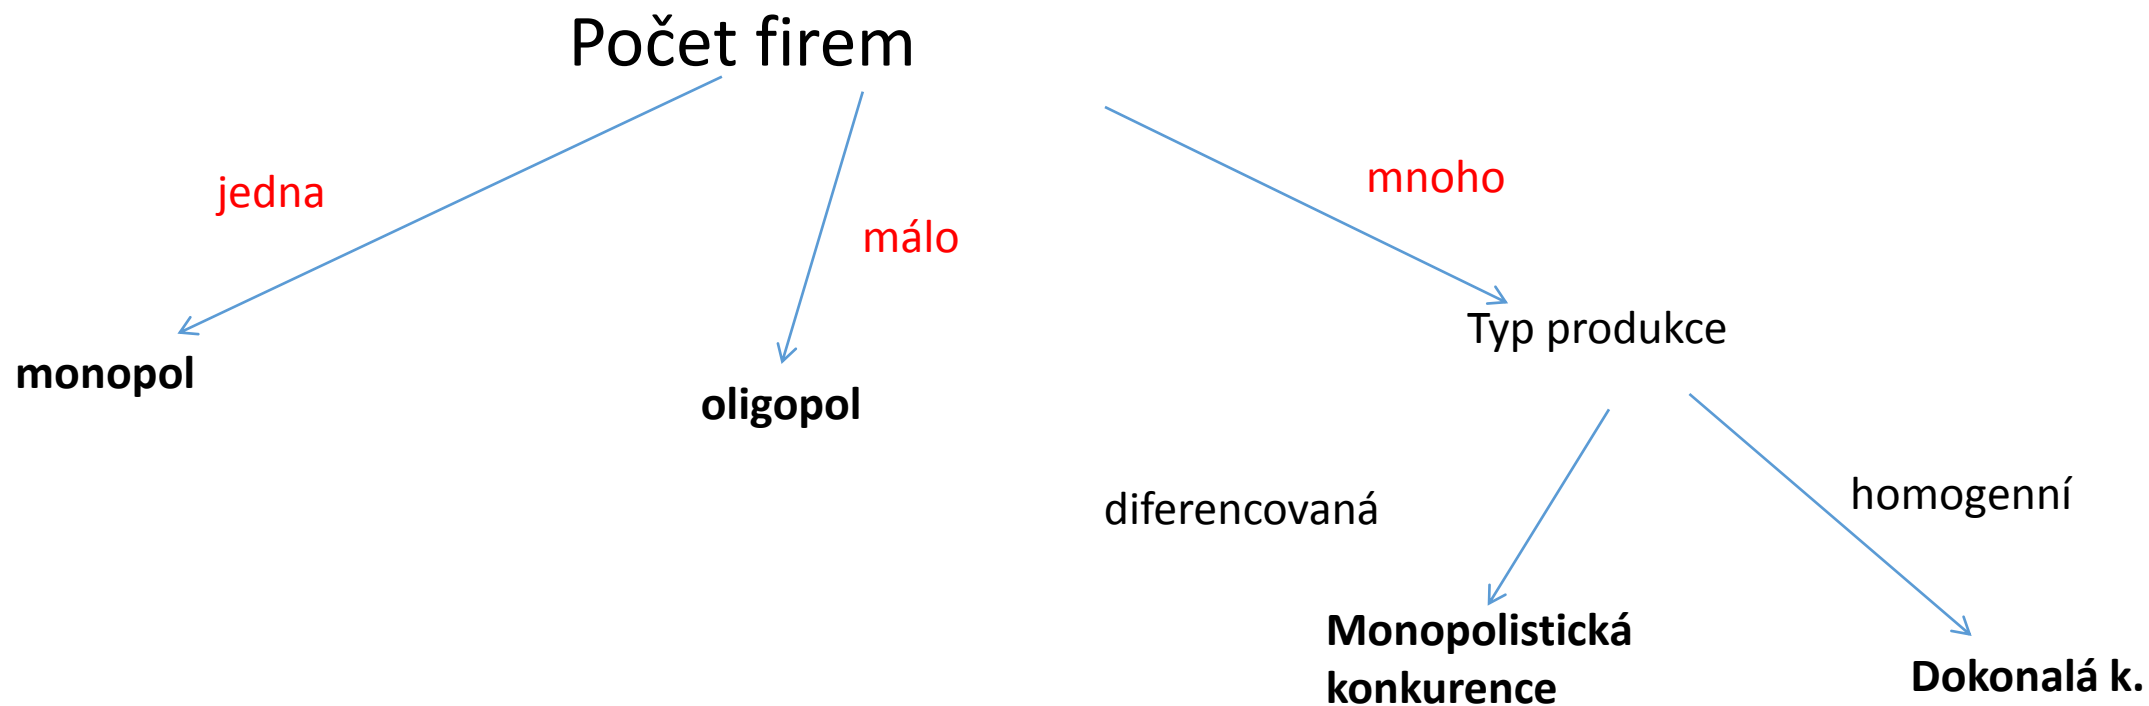 Počet firem
jedna
mnoho
málo
Typ produkce
monopol
oligopol
diferencovaná
homogenní
Monopolistická
konkurence
Dokonalá k.